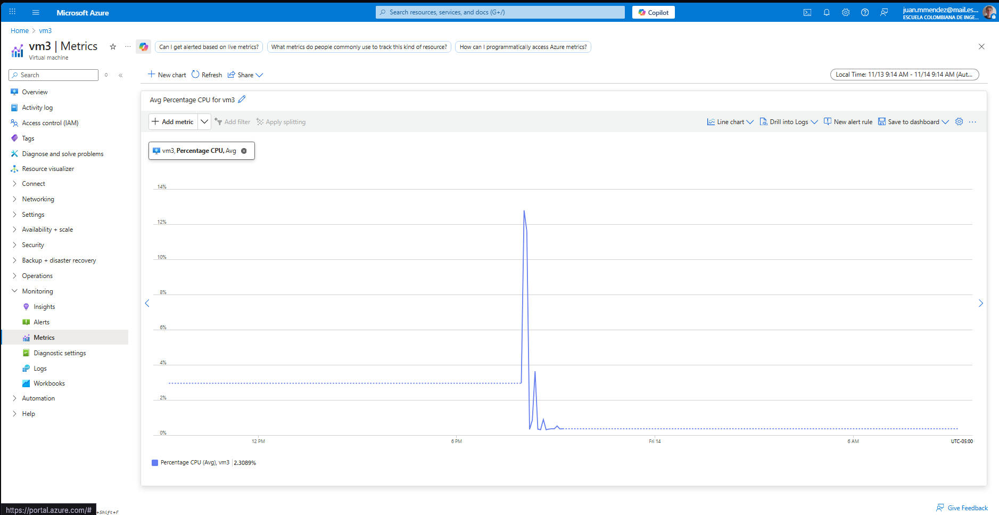 Microsoft Azure
Search resources, services, and docs (G+/)
Copilot
juan.mmendez@mail.es...
ESCUELA COLOMBIANA DE INGE...
Home > vm3
vm3 | Metrics
Virtual machine
Can I get alerted based on live metrics?
What metrics do people commonly use to track this kind of resource?
How can I programmatically access Azure metrics?
Search
Overview
Activity log
Access control (IAM)
Tags
Diagnose and solve problems
Resource visualizer
Connect
Networking
Settings
Availability + scale
Security
Backup + disaster recovery
Operations
Monitoring
Insights
Alerts
Metrics
Diagnostic settings
Logs
Workbooks
Automation
Help
New chart
Refresh
Share
Local Time: 11/13 9:14 AM - 11/14 9:14 AM (Aut...
Avg Percentage CPU for vm3
Add metric
Add filter
Apply splitting
Line chart
Drill into Logs
New alert rule
Save to dashboard
vm3, Percentage CPU, Avg
14%
12%
10%
8%
6%
4%
2%
0%
12 PM
6 PM
Fri 14
6 AM
UTC-05:00
Percentage CPU (Avg), vm3 | 2.3089%
https://portal.azure.com/#
+Shift+F
Give Feedback